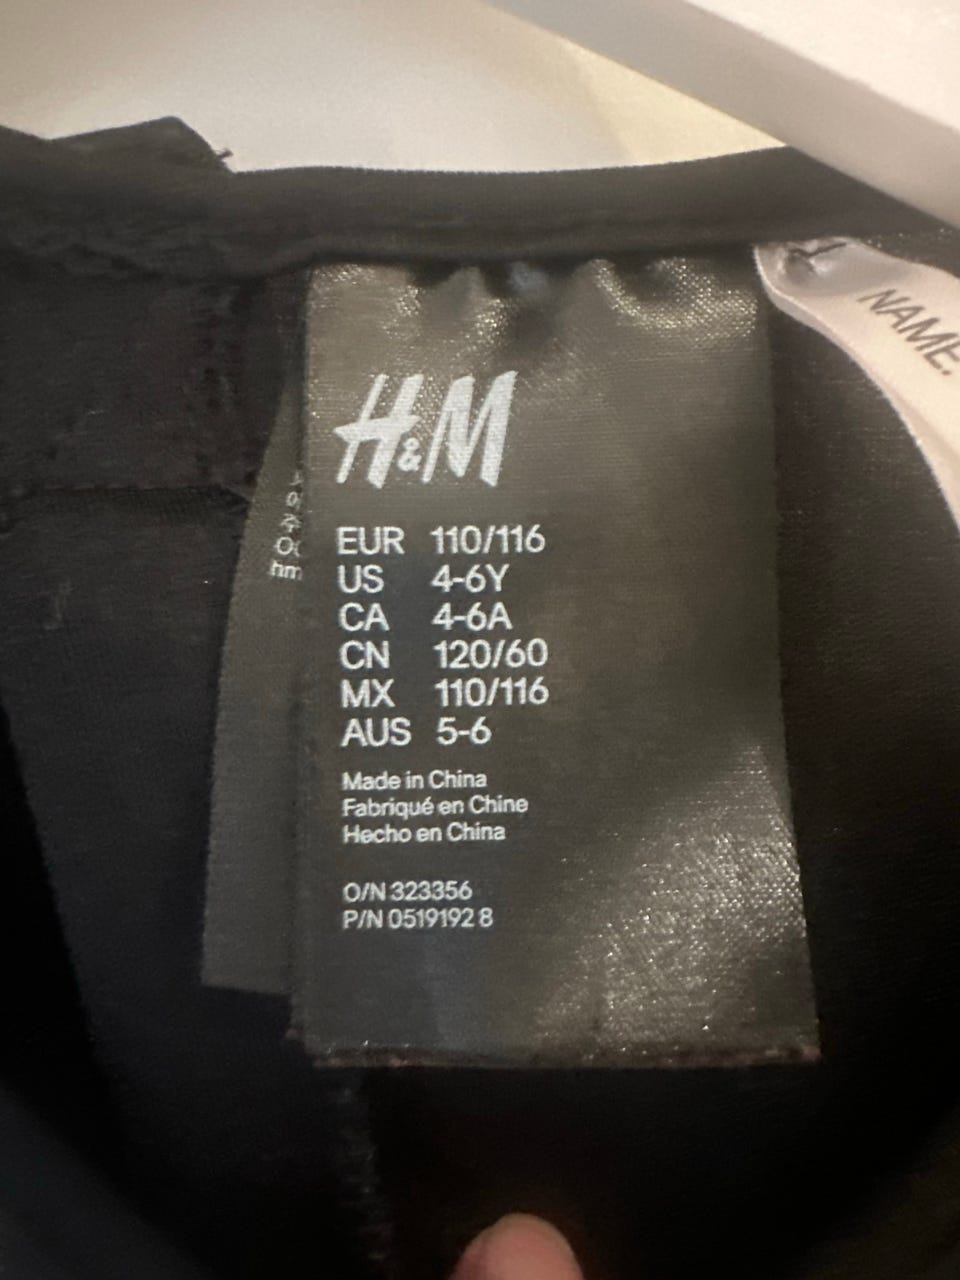 H&M
EUR 110/116
US 4-6Y
CA 4-6A
CN 120/60
MX 110/116
AUS 5-6
Made in China
Fabriqué en Chine
Hecho en China
O/N 323356
P/N 0519192 8
NAME.